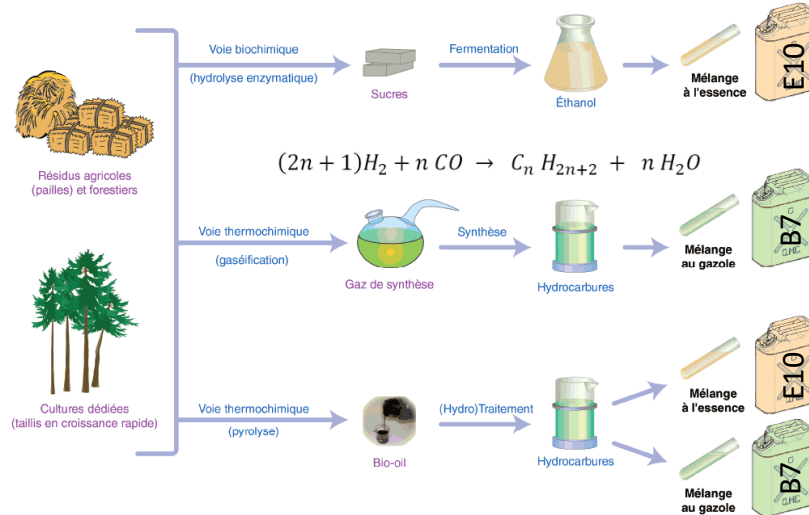 Voie biochimique
(hydrolyse enzymatique)
Sucres
Fermentation
Éthanol
Mélange
à l'essence
E10
Résidus agricoles
(pailles) et forestiers
(2n + 1)H₂ + n CO → Cₙ H₂ₙ₊₂ + n H₂O
Voie thermochimique
(gaséification)
Gaz de synthèse
Synthèse
Hydrocarbures
Mélange
au gazole
B7
Cultures dédiées
(taillis en croissance rapide)
Voie thermochimique
(pyrolyse)
Bio-oil
(Hydro)Traitement
Hydrocarbures
Mélange
à l'essence
E10
Mélange
au gazole
B7